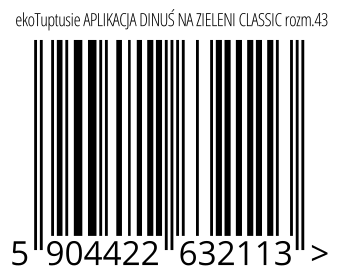 ekoTuptusie APLIKACJA DINUŚ NA ZIELENI CLASSIC rozm.43
5 904422 632113 >